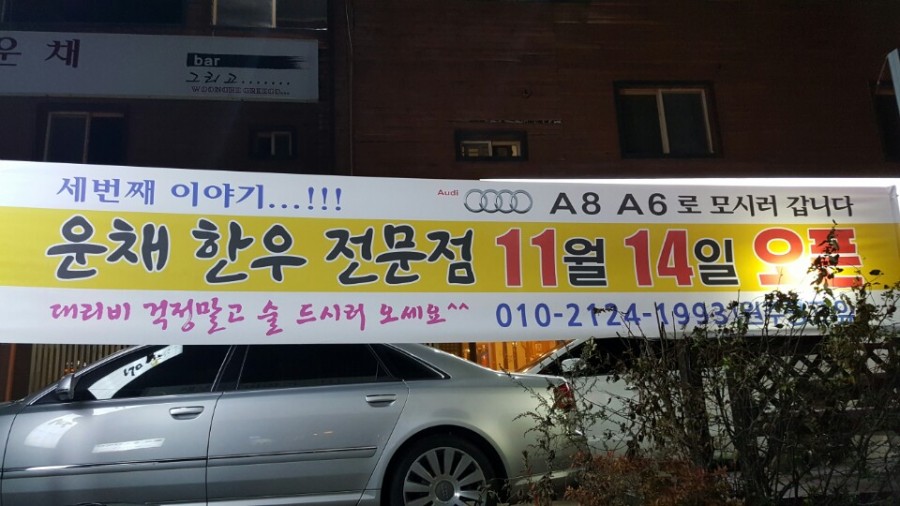 운채
bar
그리고.......
세번째 이야기...!!!
Audi A8 A6로 모시러 갑니다
운채 한우 전문점 11월 14일 오픈
대리비 걱정말고 술 드시러 오세요^^
010-2124-1993